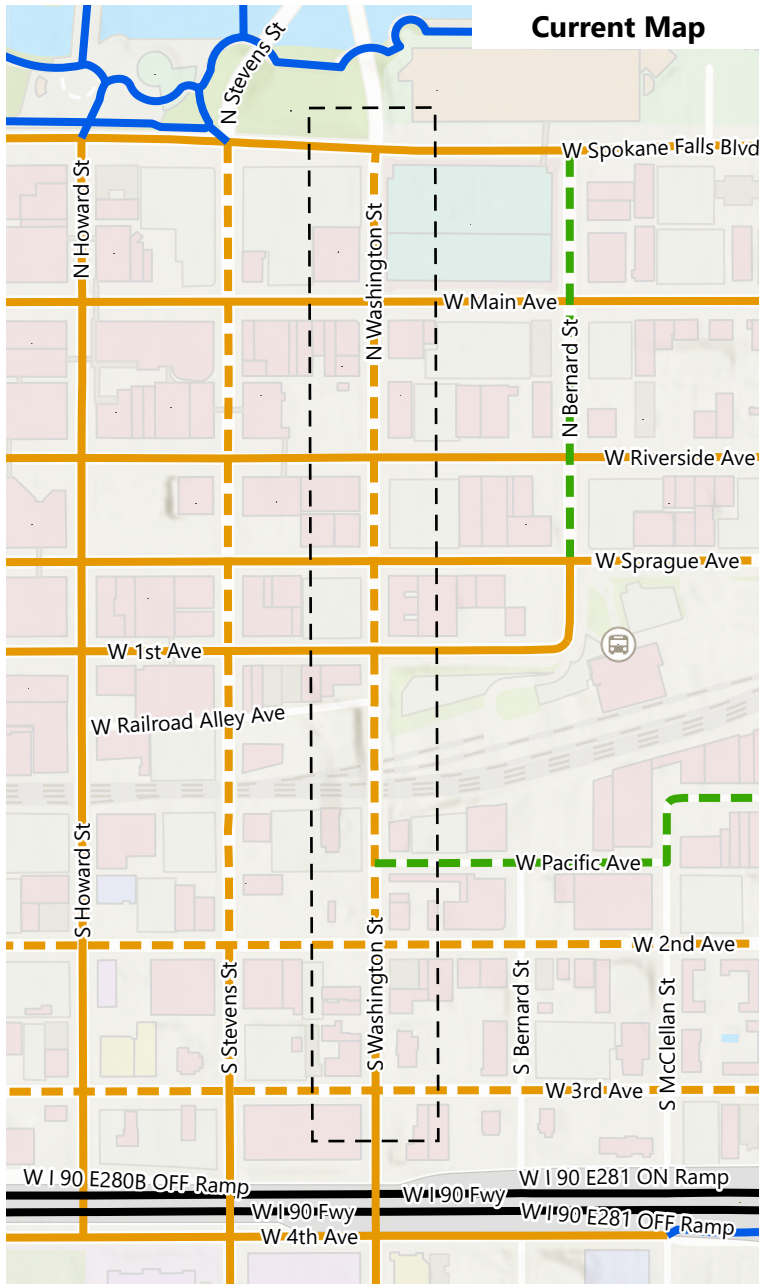 Current Map
N Stevens St
W Spokane Falls Blvd
N Howard St
N Washington St
W Main Ave
N Bernard St
W Riverside Ave
W Sprague Ave
W 1st Ave
W Railroad Alley Ave
S Howard St
W Pacific Ave
S Washington St
W 2nd Ave
S Stevens St
S Bernard St
S McClellan St
W 3rd Ave
W I 90 E280B OFF Ramp
W I 90 E281 ON Ramp
W I 90 Fwy
W I 90 Fwy
W I 90 E281 OFF Ramp
W 4th Ave